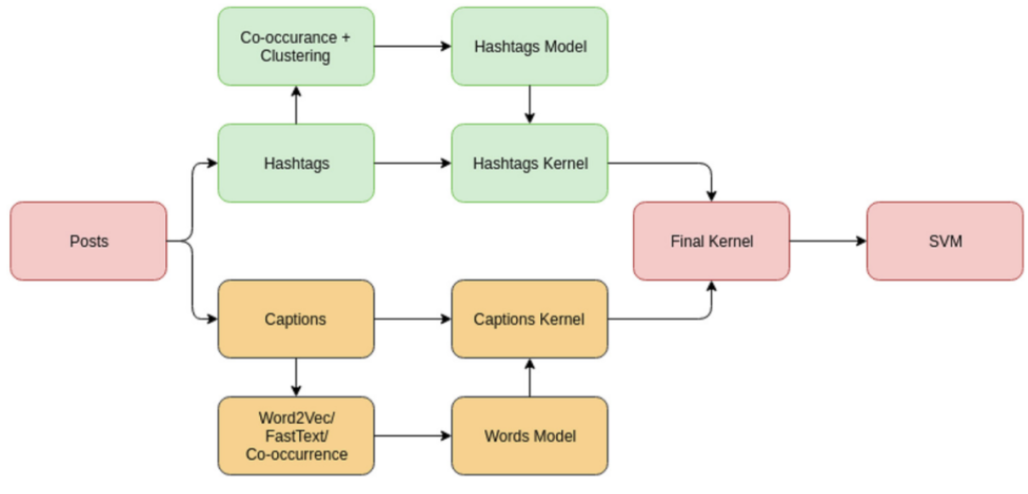 Co-occurance +
Clustering
Hashtags Model
Hashtags
Hashtags Kernel
Posts
Final Kernel
SVM
Captions
Captions Kernel
Word2Vec/
FastText/
Co-occurrence
Words Model